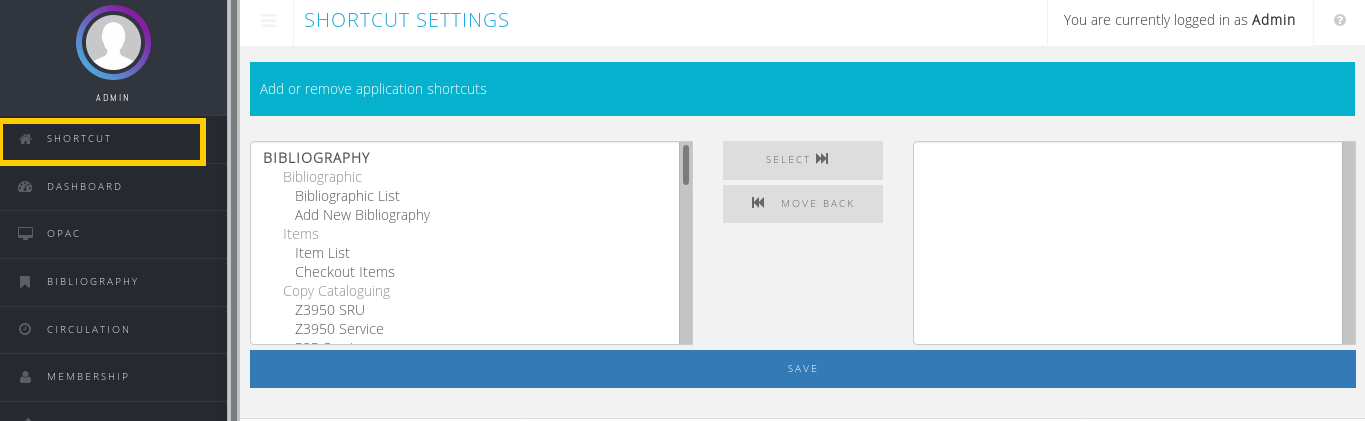 ADMIN
SHORTCUT
DASHBOARD
OPAC
BIBLIOGRAPHY
CIRCULATION
MEMBERSHIP
SHORTCUT SETTINGS
You are currently logged in as Admin
Add or remove application shortcuts
BIBLIOGRAPHY
Bibliographic
Bibliographic List
Add New Bibliography
Items
Item List
Checkout Items
Copy Cataloguing
Z3950 SRU
Z3950 Service
SELECT
MOVE BACK
SAVE